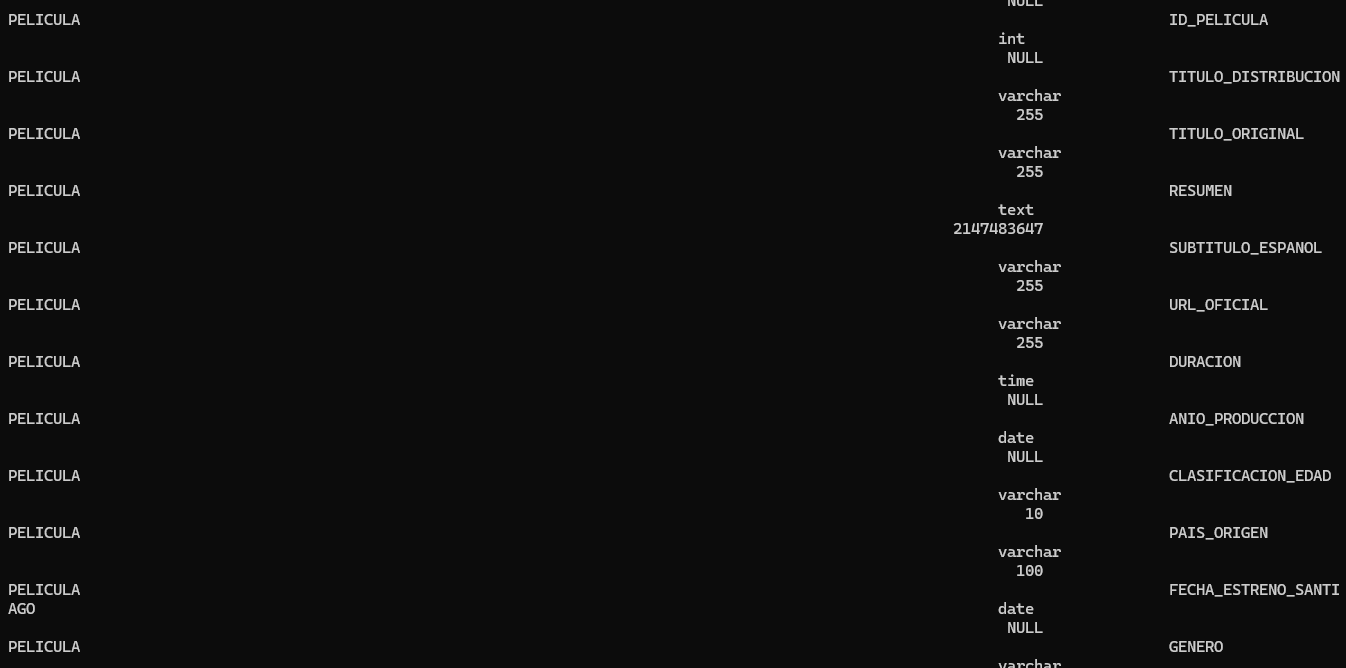 NULL
PELICULA ID_PELICULA
int
NULL
PELICULA TITULO_DISTRIBUCION
varchar
255
PELICULA TITULO_ORIGINAL
varchar
255
PELICULA RESUMEN
text
2147483647
PELICULA SUBTITULO_ESPANOL
varchar
255
PELICULA URL_OFICIAL
varchar
255
PELICULA DURACION
time
NULL
PELICULA ANIO_PRODUCCION
date
NULL
PELICULA CLASIFICACION_EDAD
varchar
10
PELICULA PAIS_ORIGEN
varchar
100
PELICULA FECHA_ESTRENO_SANTI
AGO date
NULL
PELICULA GENERO
varchar